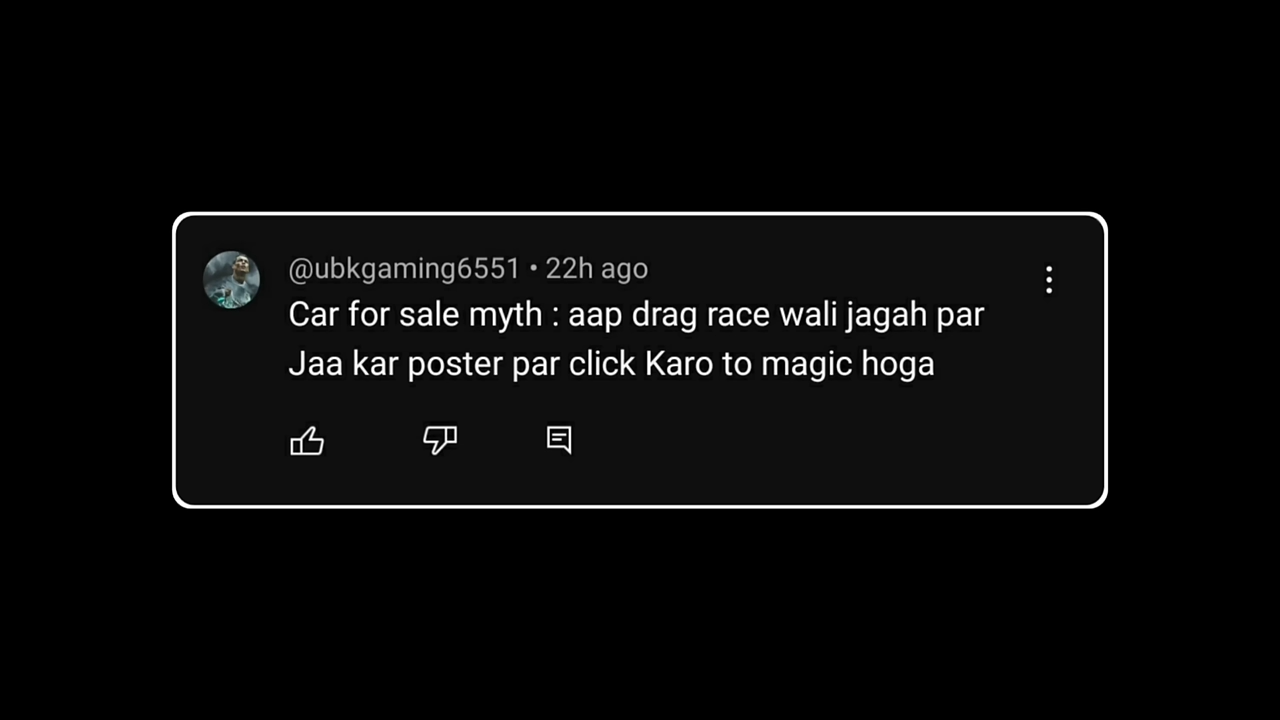 @ubkgaming6551 • 22h ago
Car for sale myth : aap drag race wali jagah par
Jaa kar poster par click Karo to magic hoga